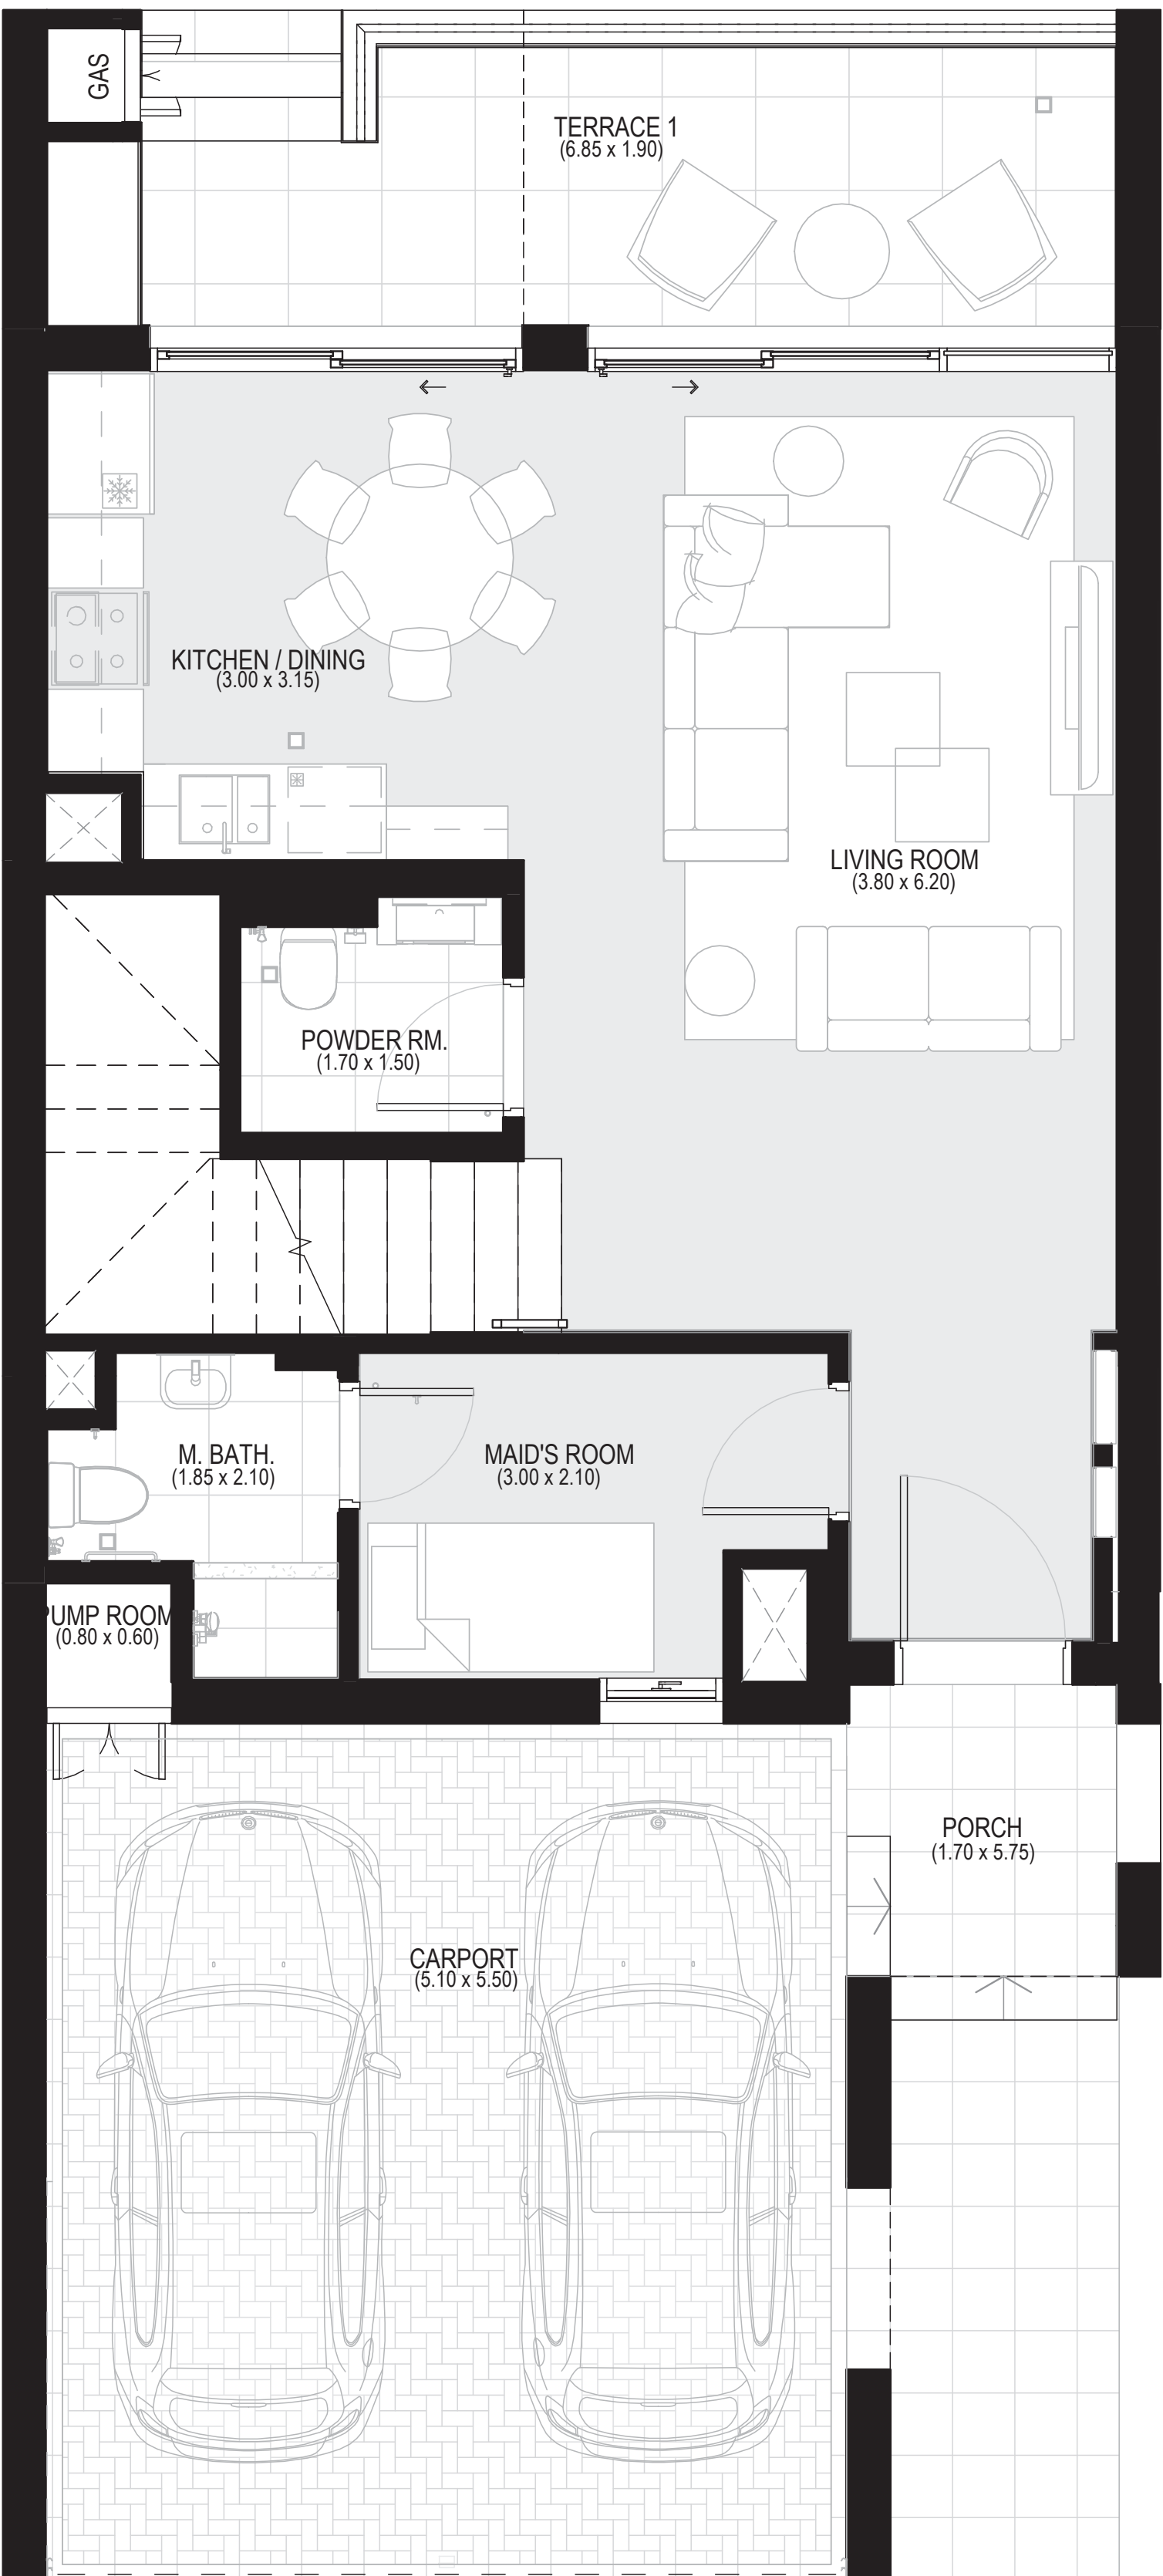 GAS
TERRACE 1
(6.85 x 1.90)
KITCHEN / DINING
(3.00 x 3.15)
LIVING ROOM
(3.80 x 6.20)
POWDER RM.
(1.70 x 1.50)
M. BATH.
(1.85 x 2.10)
MAID'S ROOM
(3.00 x 2.10)
PUMP ROOM
(0.80 x 0.60)
PORCH
(1.70 x 5.75)
CARPORT
(5.10 x 5.50)